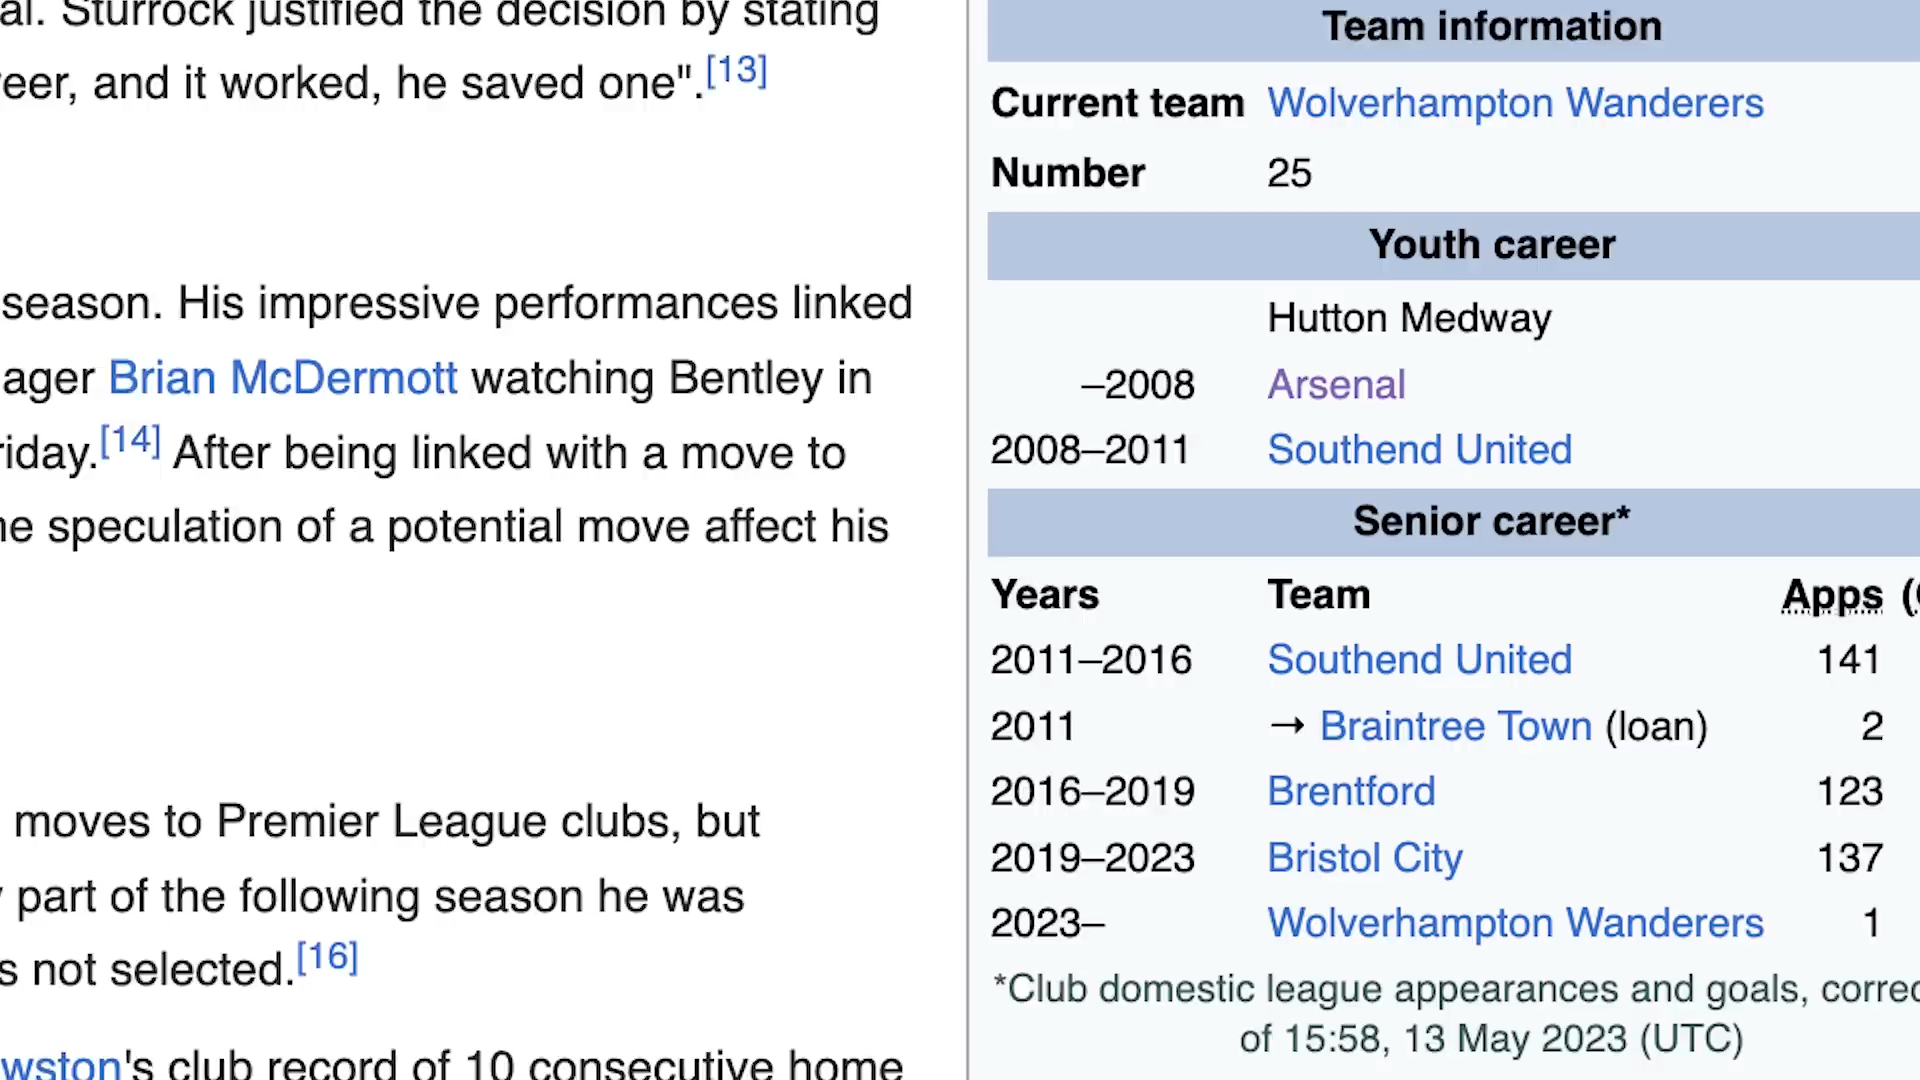 al. Sturrock justified the decision by stating
reer, and it worked, he saved one".[13]
season. His impressive performances linked
ager Brian McDermott watching Bentley in
riday.[14] After being linked with a move to
he speculation of a potential move affect his
moves to Premier League clubs, but
part of the following season he was
s not selected.[16]
wston's club record of 10 consecutive home
Team information
Current team Wolverhampton Wanderers
Number 25
Youth career
Hutton Medway
–2008 Arsenal
2008–2011 Southend United
Senior career*
Years Team Apps (
2011–2016 Southend United 141
2011 → Braintree Town (loan) 2
2016–2019 Brentford 123
2019–2023 Bristol City 137
2023– Wolverhampton Wanderers 1
*Club domestic league appearances and goals, correc
of 15:58, 13 May 2023 (UTC)